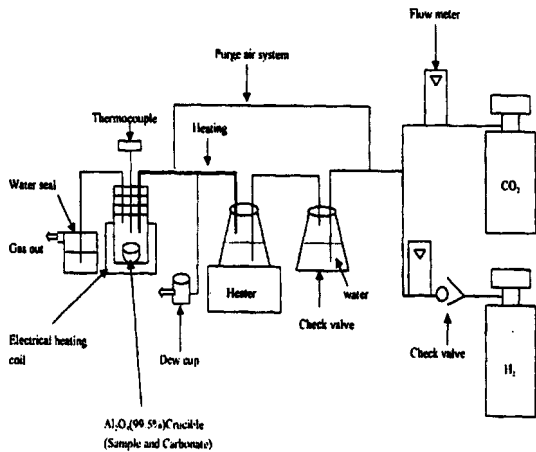 Flow meter
Purge air system
Thermocouple
Heating
Water seal
CO₂
Gas out
Heater
water
Electrical heating
coil
Dew cup
Check valve
Check valve
H₂
Al₂O₃(99.5%)Crucible
(Sample and Carbonate)